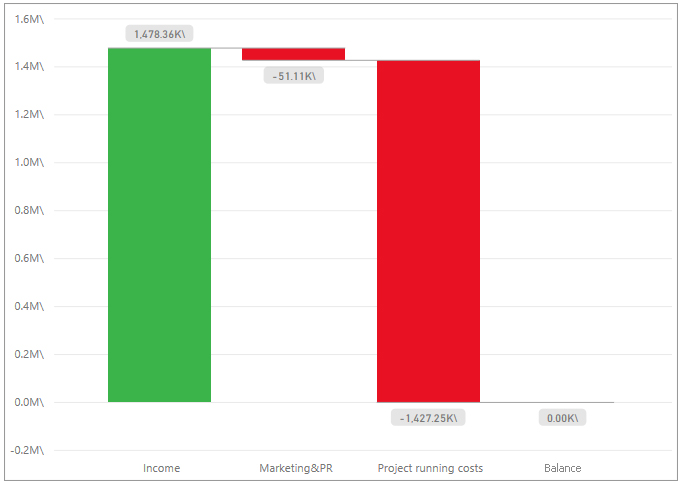 1.6M\
1,478.36K\
1.4M\
-51.11K\
1.2M\
1.0M\
0.8M\
0.6M\
0.4M\
0.2M\
0.0M\
-1,427.25K\ 0.00K\
-0.2M\
Income Marketing&PR Project running costs Balance